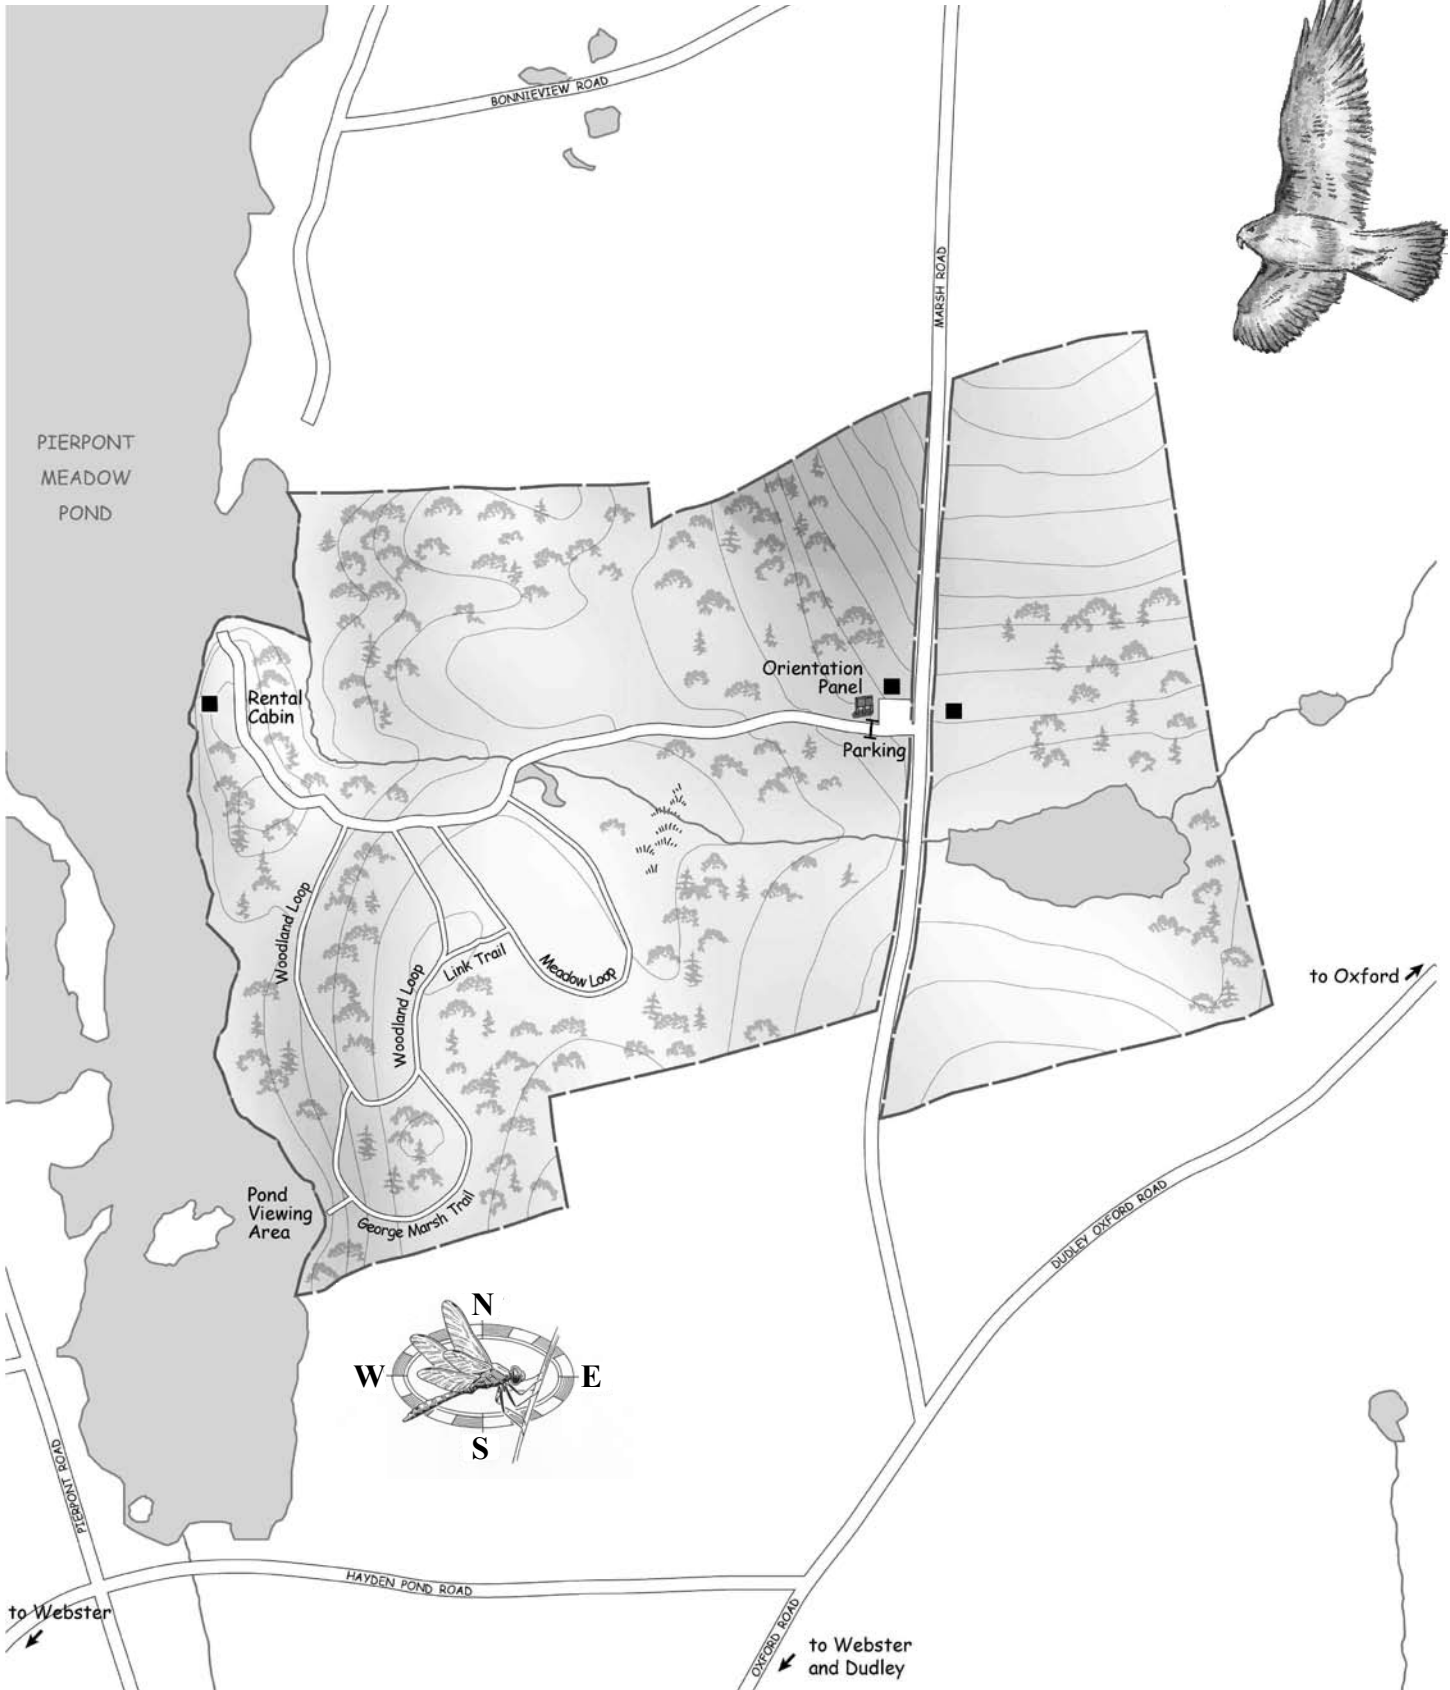 BONNIEVIEW ROAD
MARSH ROAD
PIERPONT
MEADOW
POND
Orientation
Panel
Rental
Cabin
Parking
Woodland Loop
Link Trail
Meadow Loop
Woodland Loop
to Oxford
Pond
Viewing
Area
George Marsh Trail
DUDLEY OXFORD ROAD
N
W
E
S
PIERPONT ROAD
HAYDEN POND ROAD
to Webster
OXFORD ROAD
to Webster
and Dudley